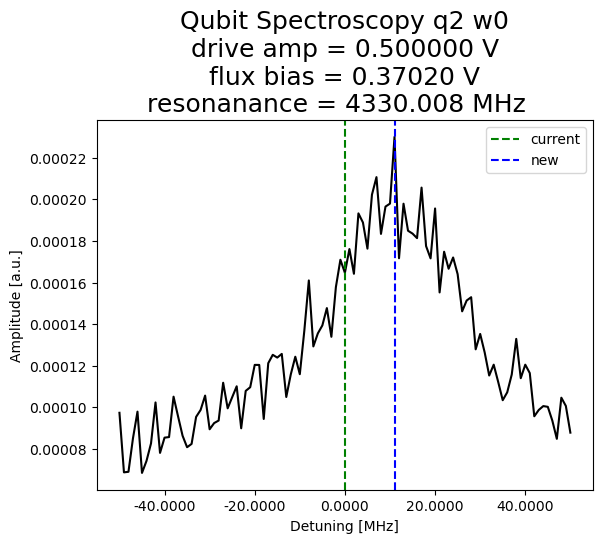 Qubit Spectroscopy q2 w0
drive amp = 0.500000 V
flux bias = 0.37020 V
resonanance = 4330.008 MHz
current
new
Amplitude [a.u.]
0.00022
0.00020
0.00018
0.00016
0.00014
0.00012
0.00010
0.00008
-40.0000 -20.0000 0.0000 20.0000 40.0000
Detuning [MHz]